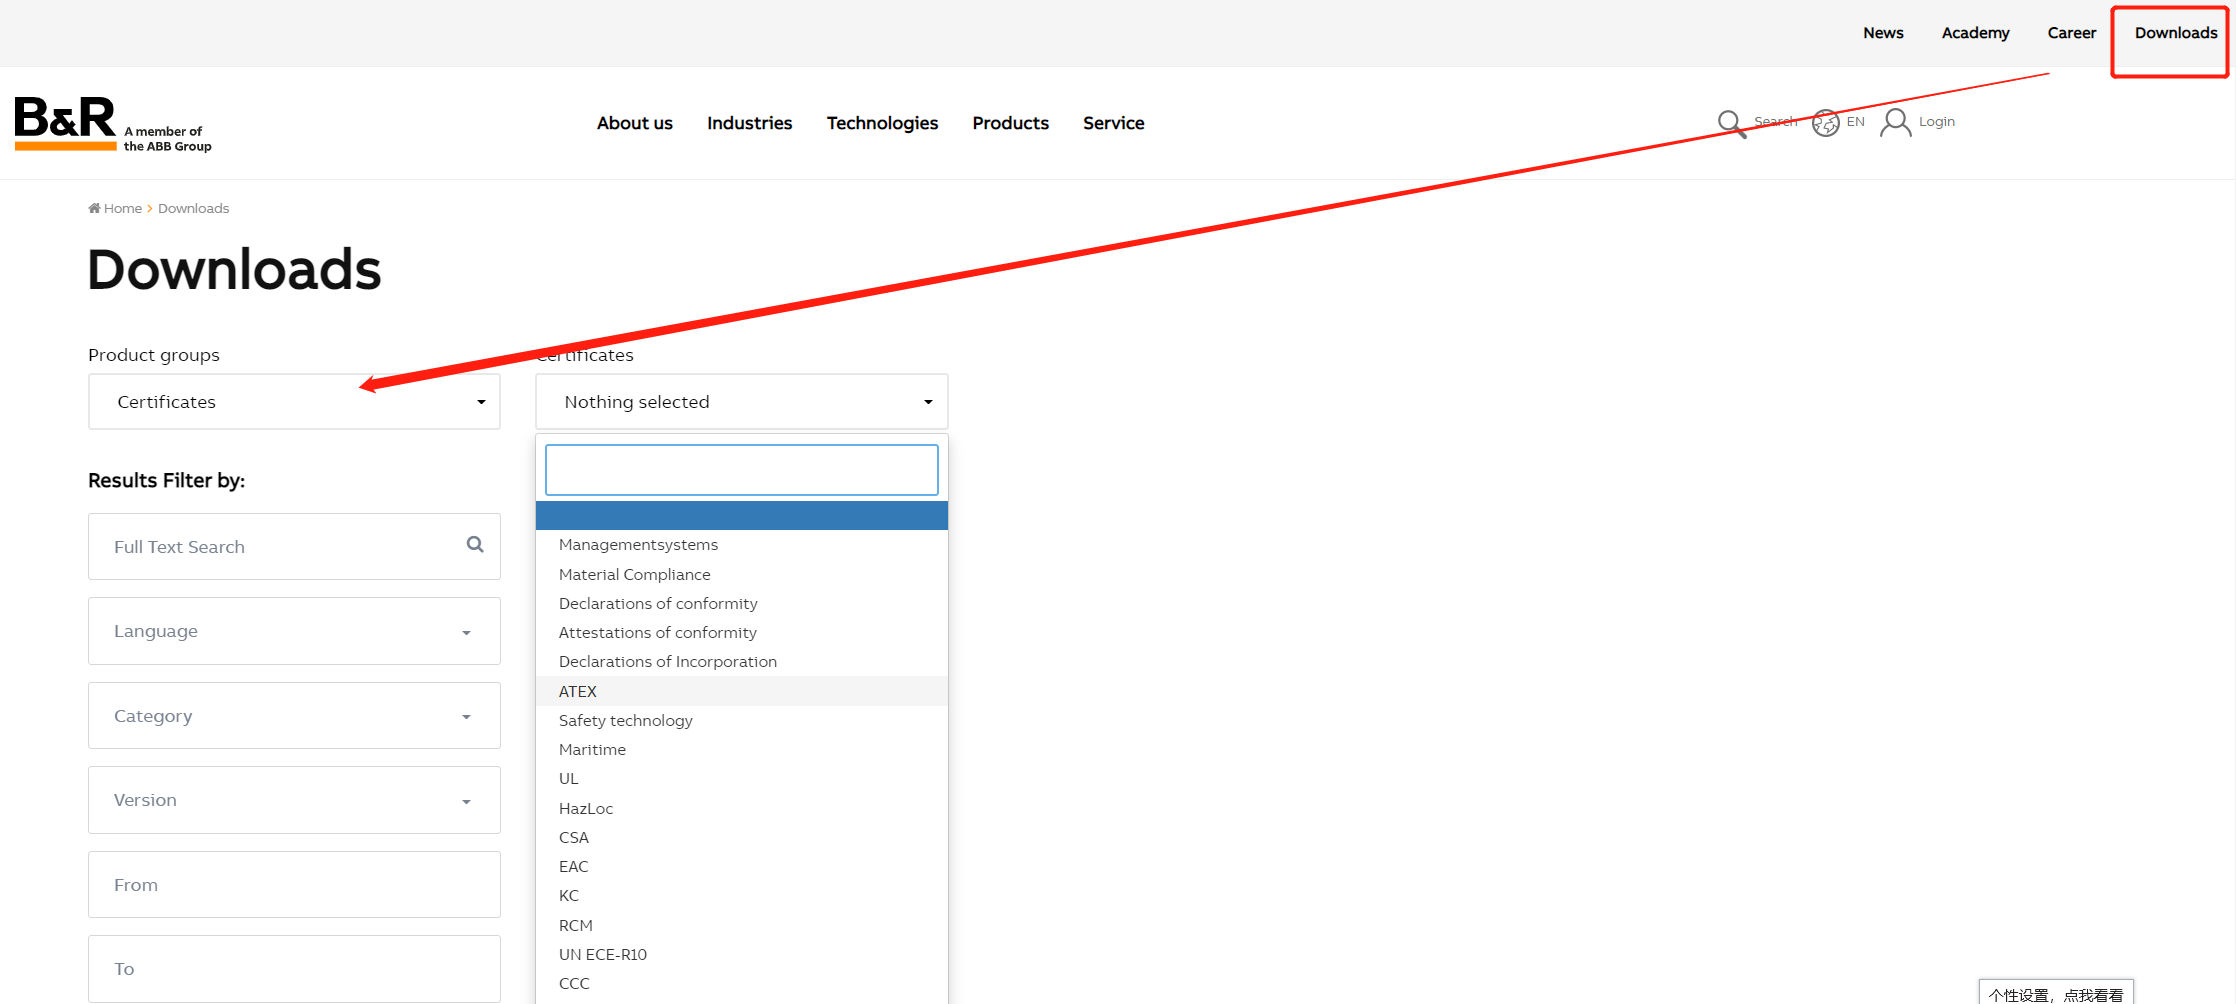 News Academy Career Downloads
B&R A member of
the ABB Group
About us Industries Technologies Products Service
Search EN Login
Home > Downloads
Downloads
Product groups
Certificates
Certificates
Nothing selected
Results Filter by:
Full Text Search
Language
Category
Version
From
To
Managementsystems
Material Compliance
Declarations of conformity
Attestations of conformity
Declarations of Incorporation
ATEX
Safety technology
Maritime
UL
HazLoc
CSA
EAC
KC
RCM
UN ECE-R10
CCC
个性设置，点我看看